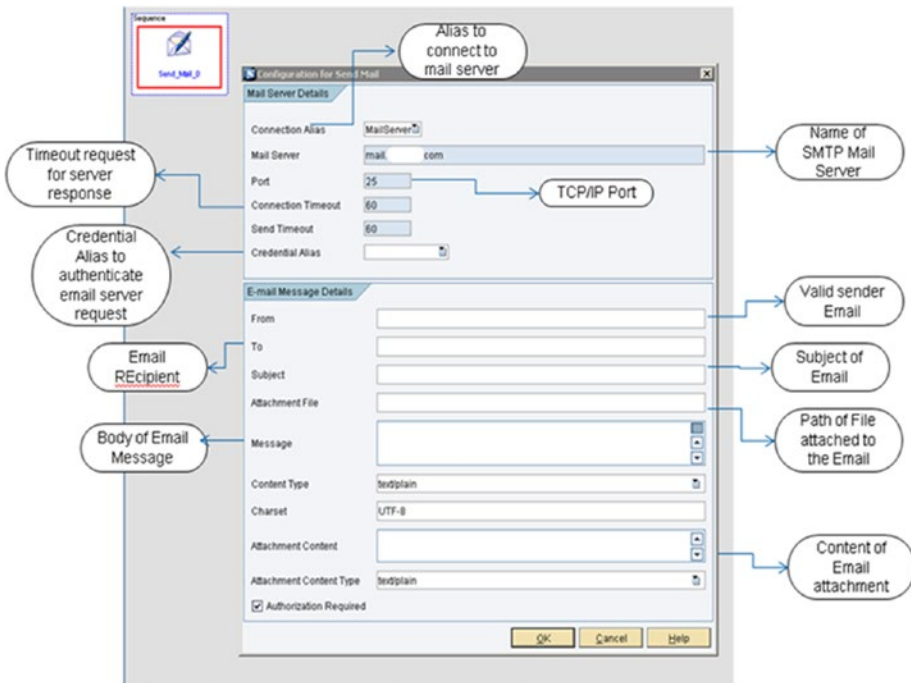 Sequence
Send_Mail_0
Alias to
connect to
mail server
Configuration for Send Mail
Mail Server Details
Connection Alias
MailServer
Mail Server
mail. com
Name of
SMTP Mail
Server
Timeout request
for server
response
Port
25
TCP/IP Port
Connection Timeout
60
Send Timeout
60
Credential Alias
Credential
Alias to
authenticate
email server
request
E-mail Message Details
From
Valid sender
Email
To
Email
REcipient
Subject
Subject of
Email
Attachment File
Path of File
attached to
the Email
Message
Body of Email
Message
Content Type
text/plain
Charset
UTF-8
Attachment Content
Content of
Email
attachment
Attachment Content Type
text/plain
Authorization Required
OK
Cancel
Help